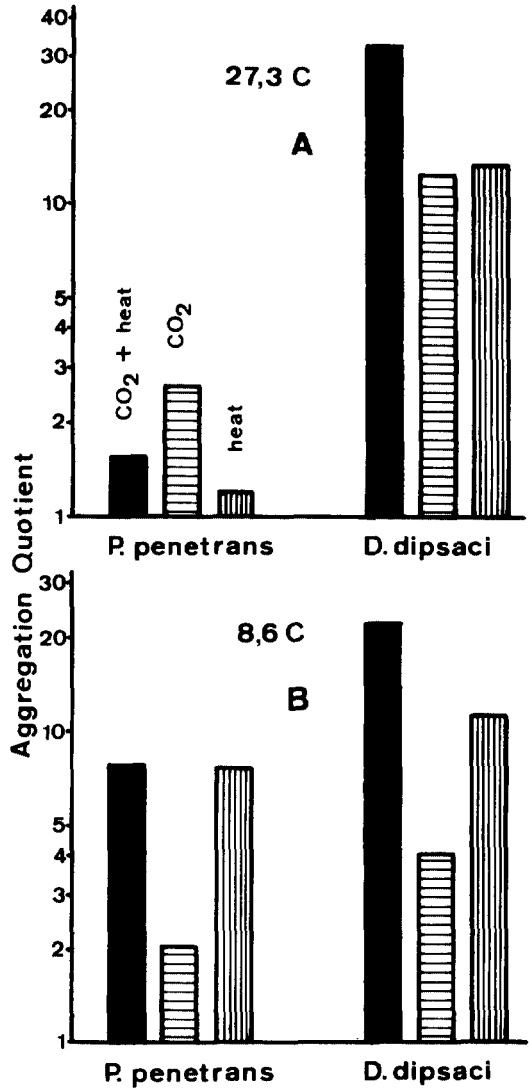 Aggregation Quotient
40
30
20
10
5
4
3
2
1
27,3 C
A
CO2 + heat
CO2
heat
P. penetrans
D. dipsaci
30
20
10
5
4
3
2
1
8,6 C
B
P. penetrans
D. dipsaci